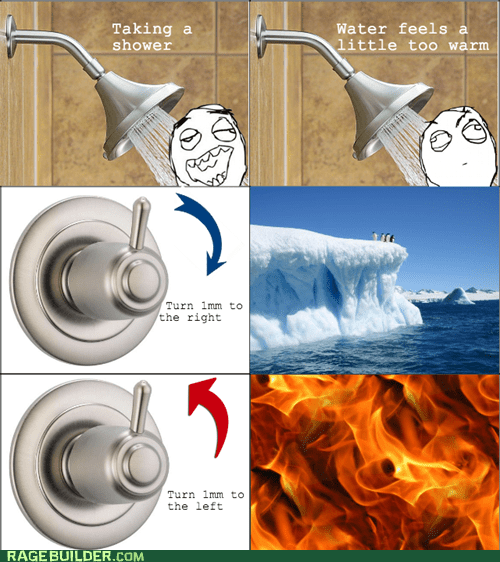 Taking a
shower
Water feels a
little too warm
Turn 1mm to
the right
Turn 1mm to
the left
RAGEBUILDER.COM